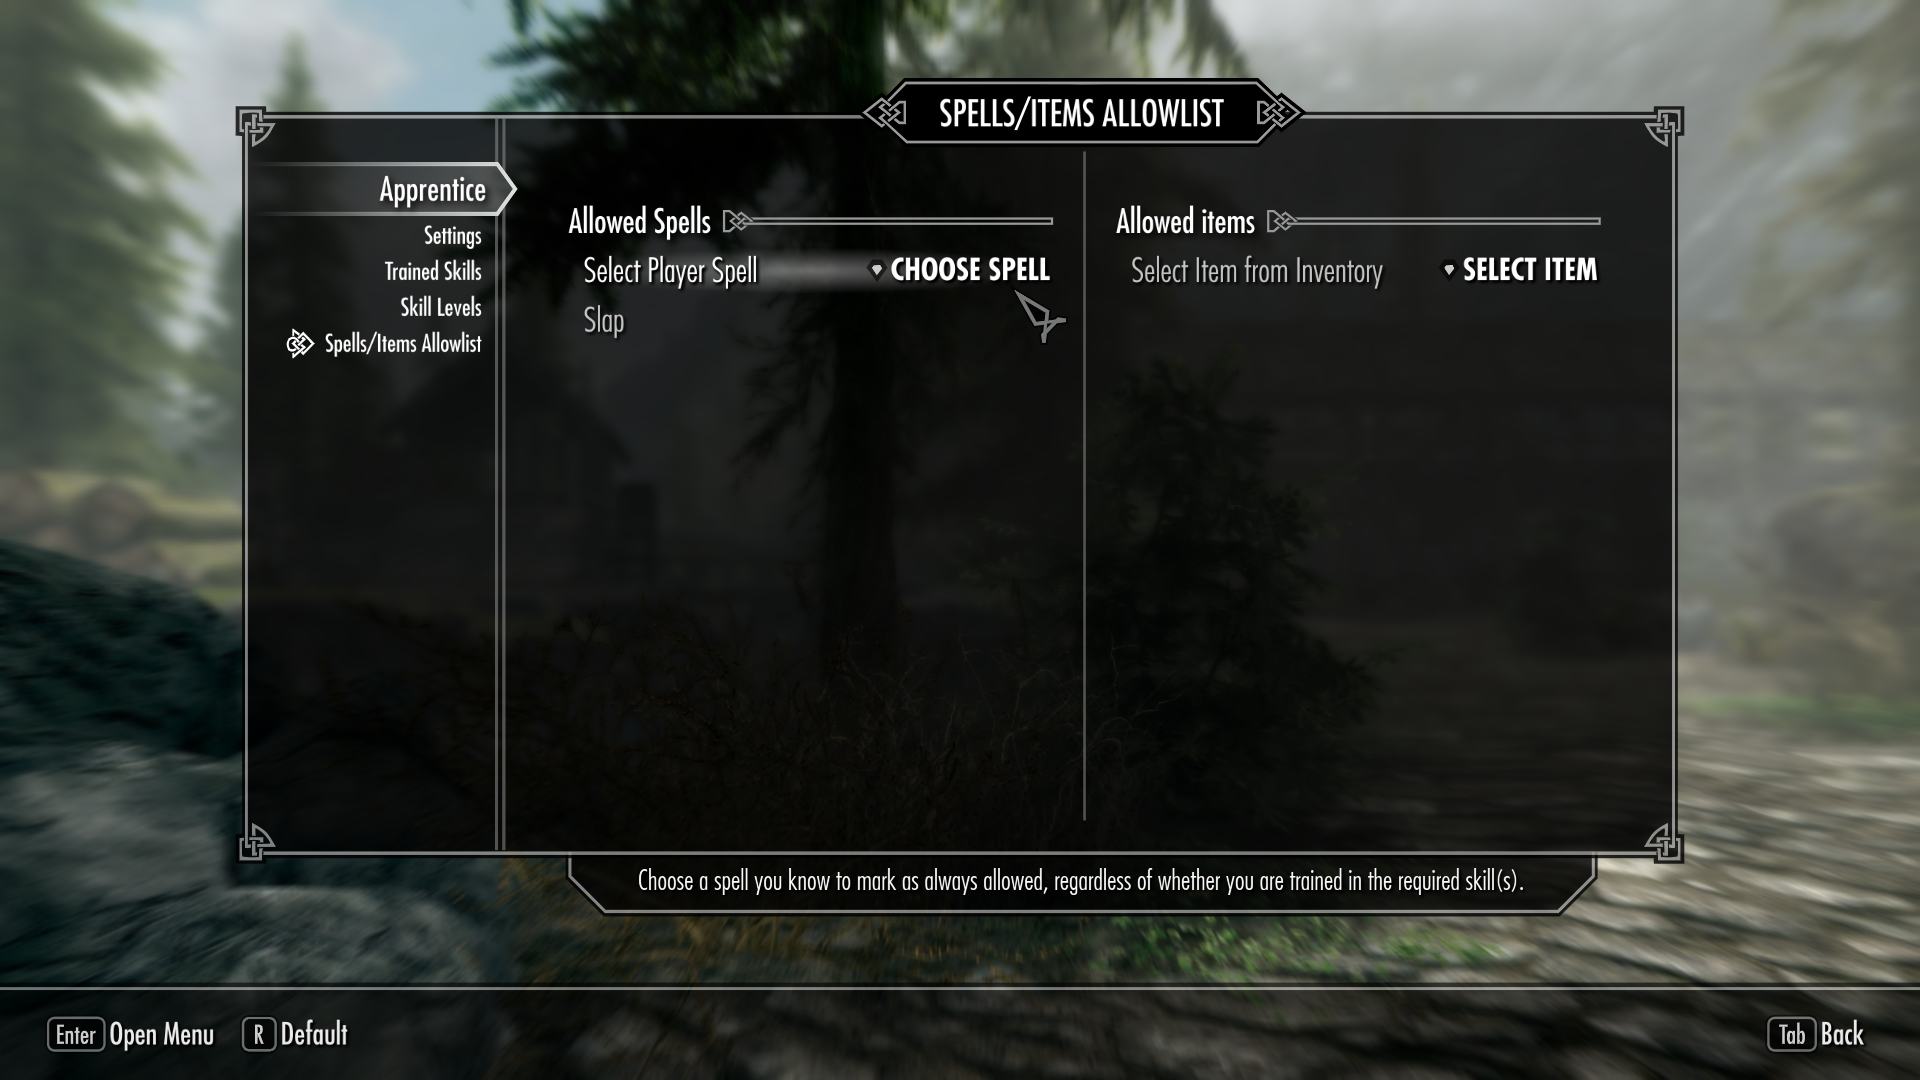 SPELLS/ITEMS ALLOWLIST
Apprentice
Settings
Trained Skills
Skill Levels
Spells/Items Allowlist
Allowed Spells
Select Player Spell CHOOSE SPELL
Slap
Allowed items
Select Item from Inventory SELECT ITEM
Choose a spell you know to mark as always allowed, regardless of whether you are trained in the required skill(s).
Enter Open Menu R Default
Tab Back